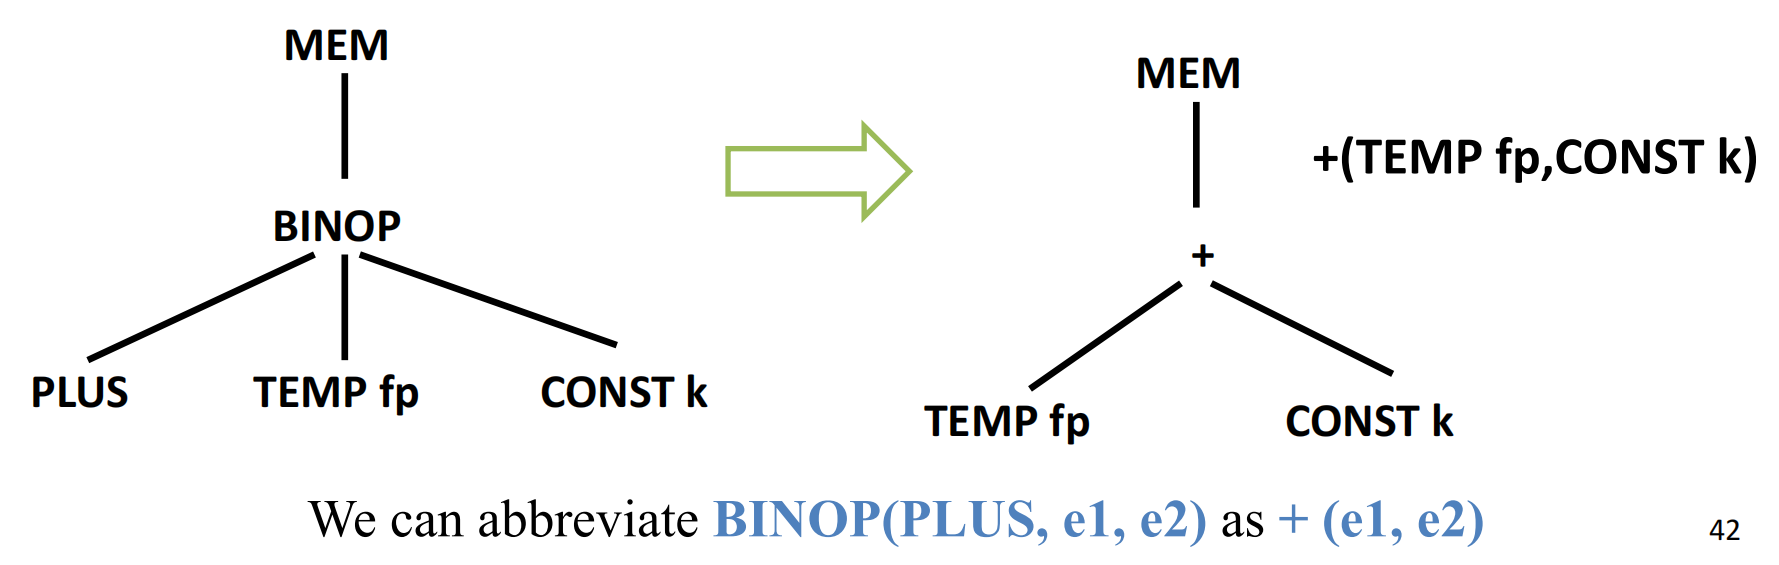 MEM
BINOP
PLUS TEMP fp CONST k
MEM
+(TEMP fp,CONST k)
+
TEMP fp CONST k
We can abbreviate BINOP(PLUS, e1, e2) as + (e1, e2)
42